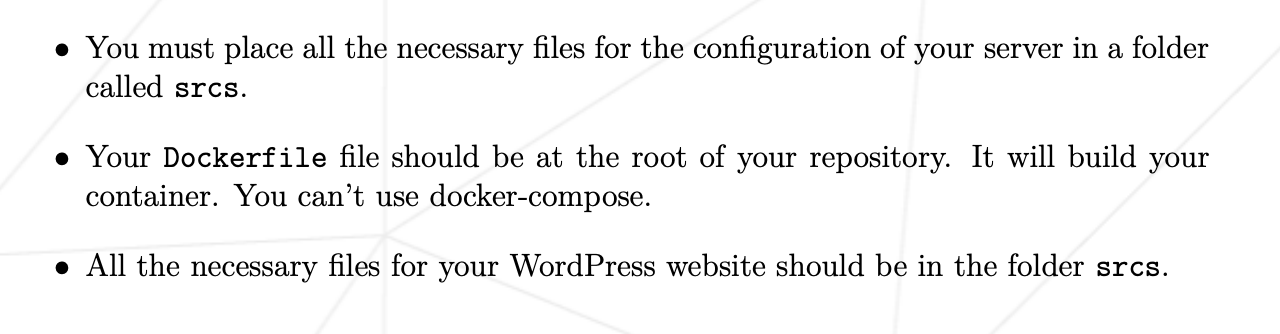 • You must place all the necessary files for the configuration of your server in a folder
called srcs.
• Your Dockerfile file should be at the root of your repository. It will build your
container. You can't use docker-compose.
• All the necessary files for your WordPress website should be in the folder srcs.